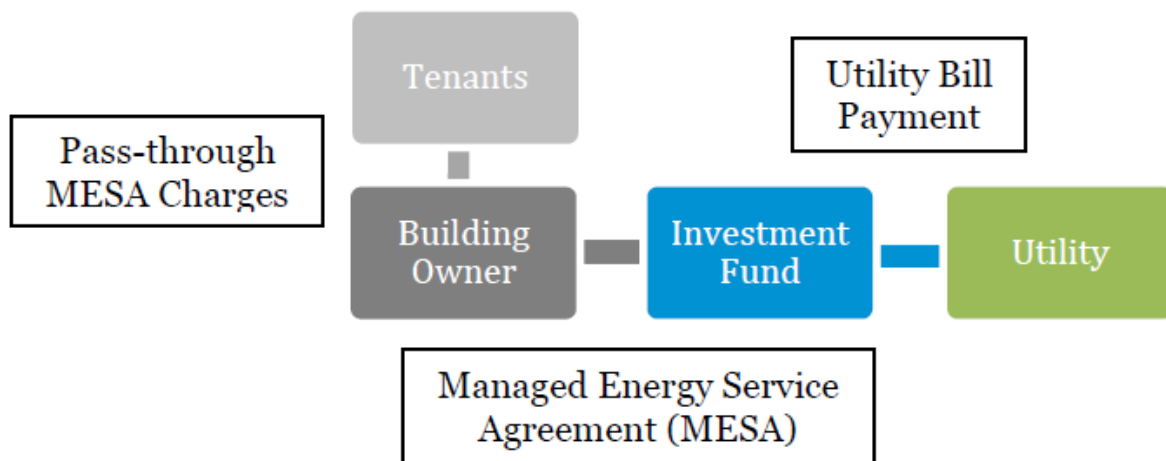 Tenants
Utility Bill
Payment
Pass-through
MESA Charges
Building
Owner
Investment
Fund
Utility
Managed Energy Service
Agreement (MESA)